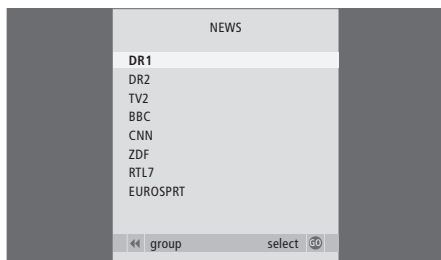 NEWS
DR1
DR2
TV2
BBC
CNN
ZDF
RTL7
EUROSPRT
group select GO